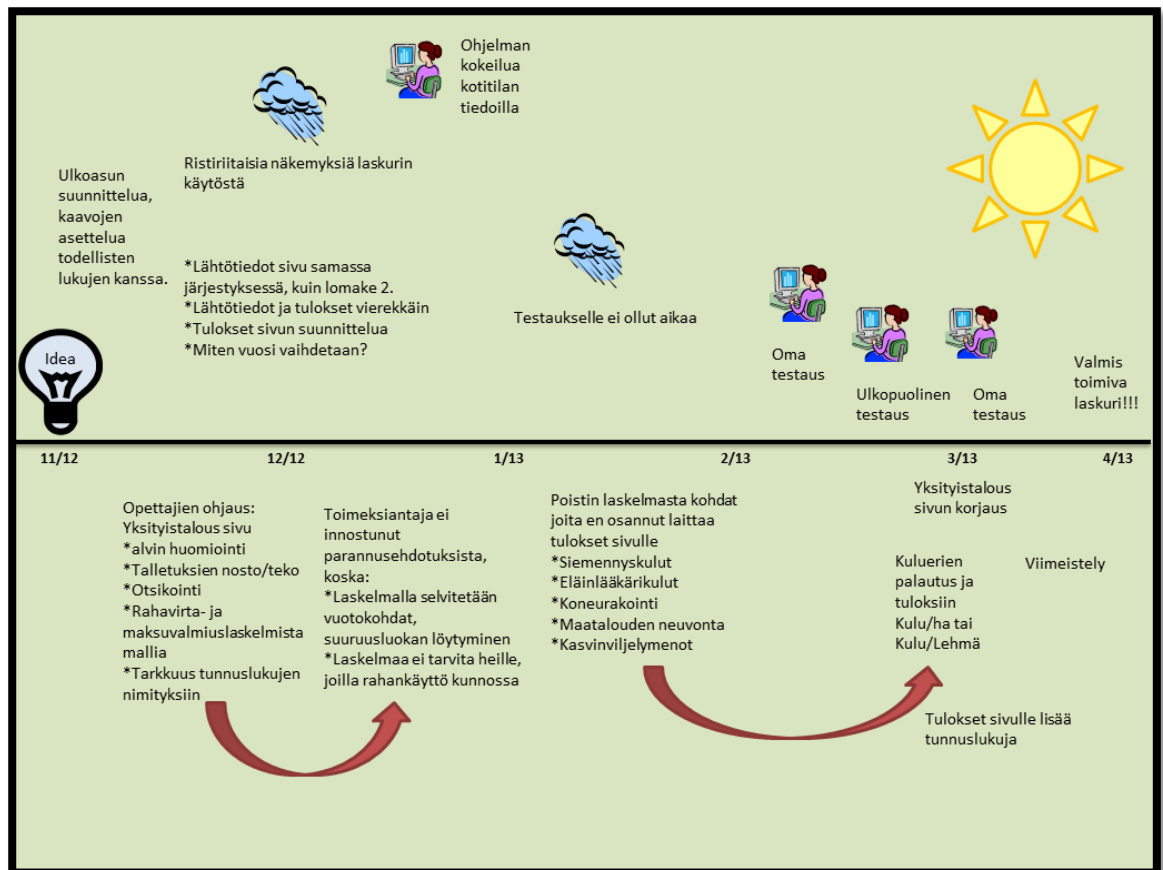 Ohjelman
kokeilua
kotitilan
tiedoilla
Ristiriitaisia näkemyksiä laskurin
käytöstä
Ulkoasun
suunnittelua,
kaavojen
asettelua
todellisten
lukujen kanssa.
*Lähtötiedot sivu samassa
järjestyksessä, kuin lomake 2.
*Lähtötiedot ja tulokset vierekkäin
*Tulokset sivun suunnittelua
*Miten vuosi vaihdetaan?
Testaukselle ei ollut aikaa
Idea
Oma
testaus
Ulkopuolinen
testaus
Oma
testaus
Valmis
toimiva
laskuri!!!
11/12
12/12
1/13
2/13
3/13
4/13
Opettajien ohjaus:
Yksityistalous sivu
*alvin huomiointi
*Talletuksien nosto/teko
*Otsikointi
*Rahavirta- ja
maksuvalmiuslaskelmista
mallia
*Tarkkuus tunnuslukujen
nimityksiin
Toimeksiantaja ei
innostunut
parannusehdotuksista,
koska:
*Laskelmalla selvitetään
vuotokohdat,
suuruusluokan löytyminen
*Laskelmaa ei tarvita heille,
joilla rahankäyttö kunnossa
Poistin laskelmasta kohdat
joita en osannut laittaa
tulokset sivulle
*Siemennyskulut
*Eläinlääkärikulut
*Koneurakointi
*Maatalouden neuvonta
*Kasvinviljelymenot
Yksityistalous
sivun korjaus
Kuluerien
palautus ja
tuloksiin
Kulu/ha tai
Kulu/Lehmä
Viimeistely
Tulokset sivulle lisää
tunnuslukuja